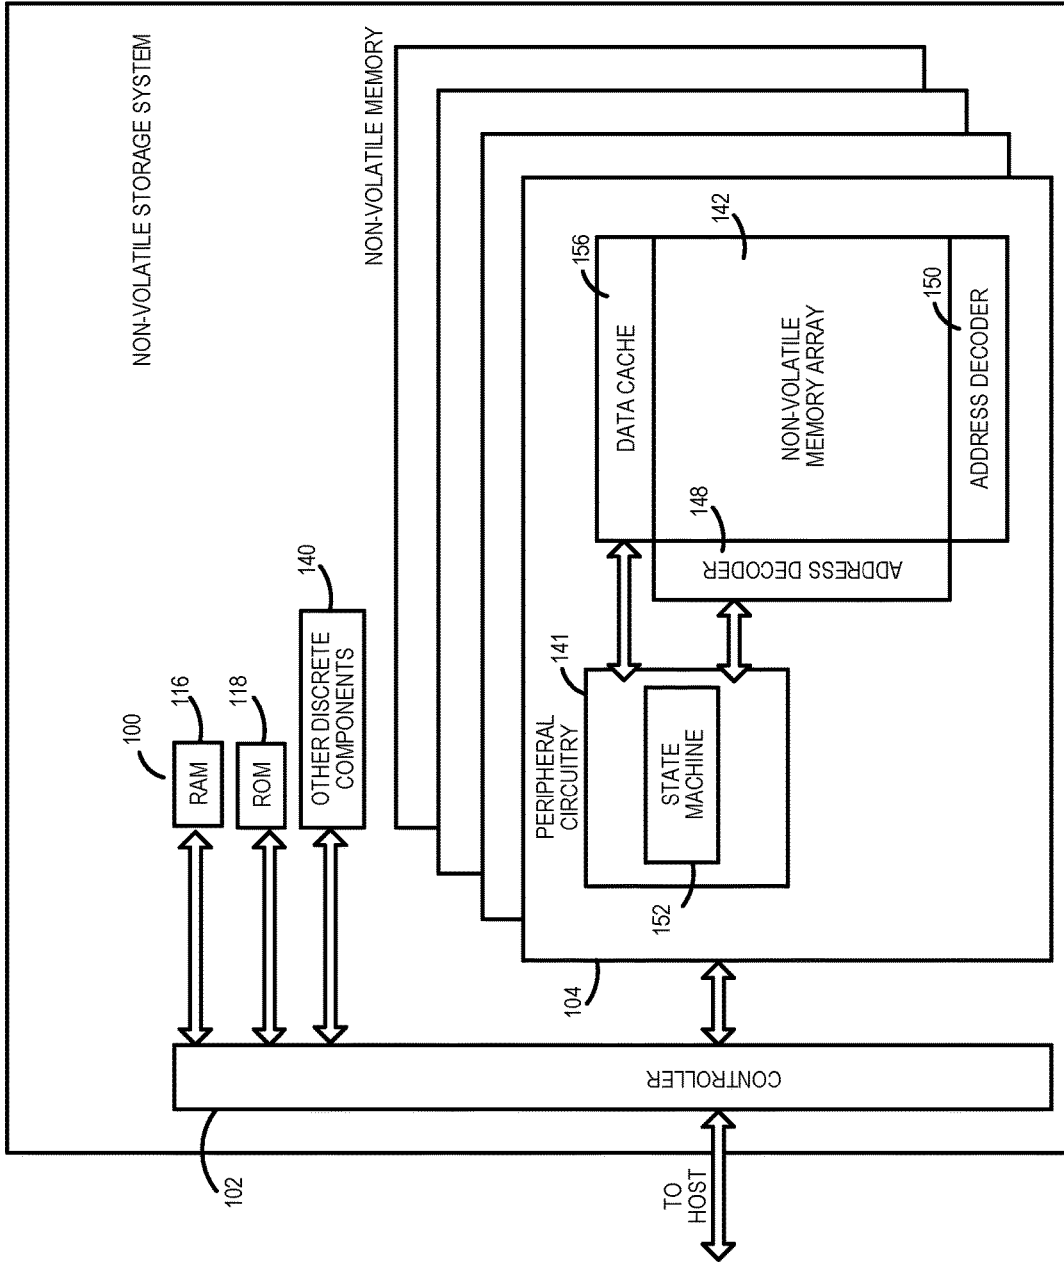 NON-VOLATILE STORAGE SYSTEM
100
116
RAM
118
ROM
140
OTHER DISCRETE
COMPONENTS
NON-VOLATILE MEMORY
102
CONTROLLER
TO
HOST
104
PERIPHERAL
CIRCUITRY
141
STATE
MACHINE
152
DATA CACHE
156
ADDRESS DECODER
148
NON-VOLATILE
MEMORY ARRAY
142
ADDRESS DECODER
150